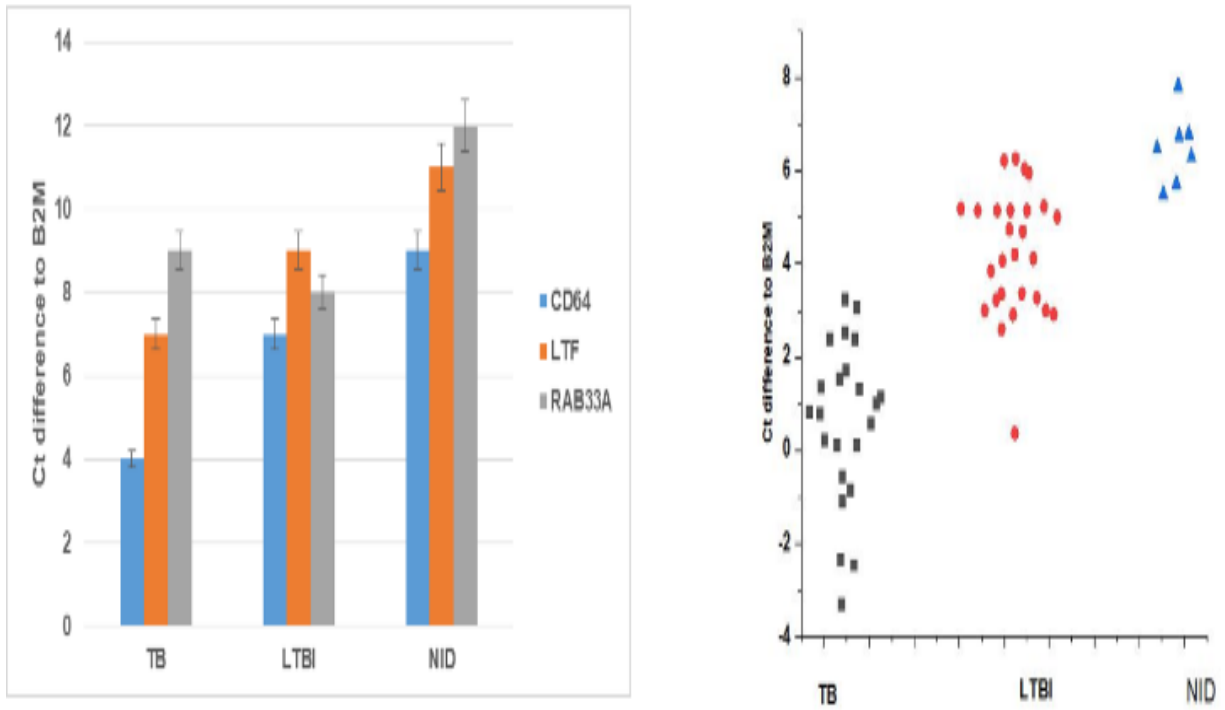 14
12
10
8
6
4
2
0
Ct difference to B2M
TB LTBI NID
CD64
LTF
RAB33A
8
6
4
2
0
-2
-4
Ct difference to B2M
TB LTBI NID